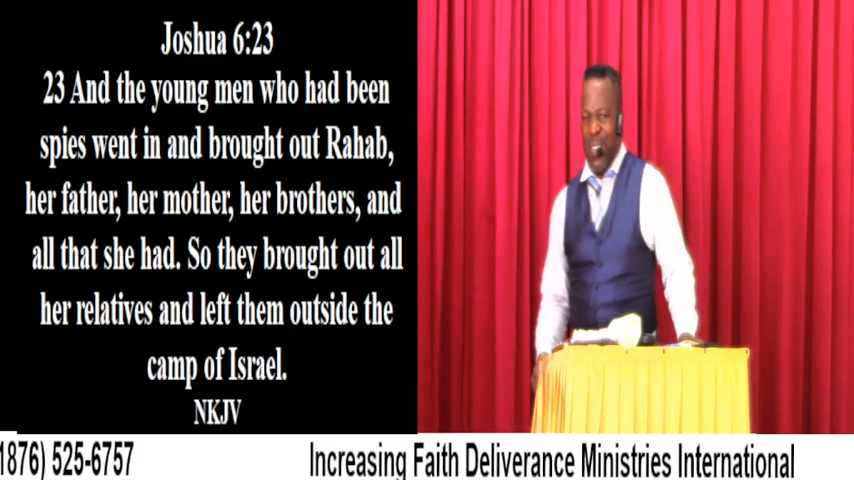 Joshua 6:23
23 And the young men who had been
spies went in and brought out Rahab,
her father, her mother, her brothers, and
all that she had. So they brought out all
her relatives and left them outside the
camp of Israel.
NKJV
1876) 525-6757 Increasing Faith Deliverance Ministries International